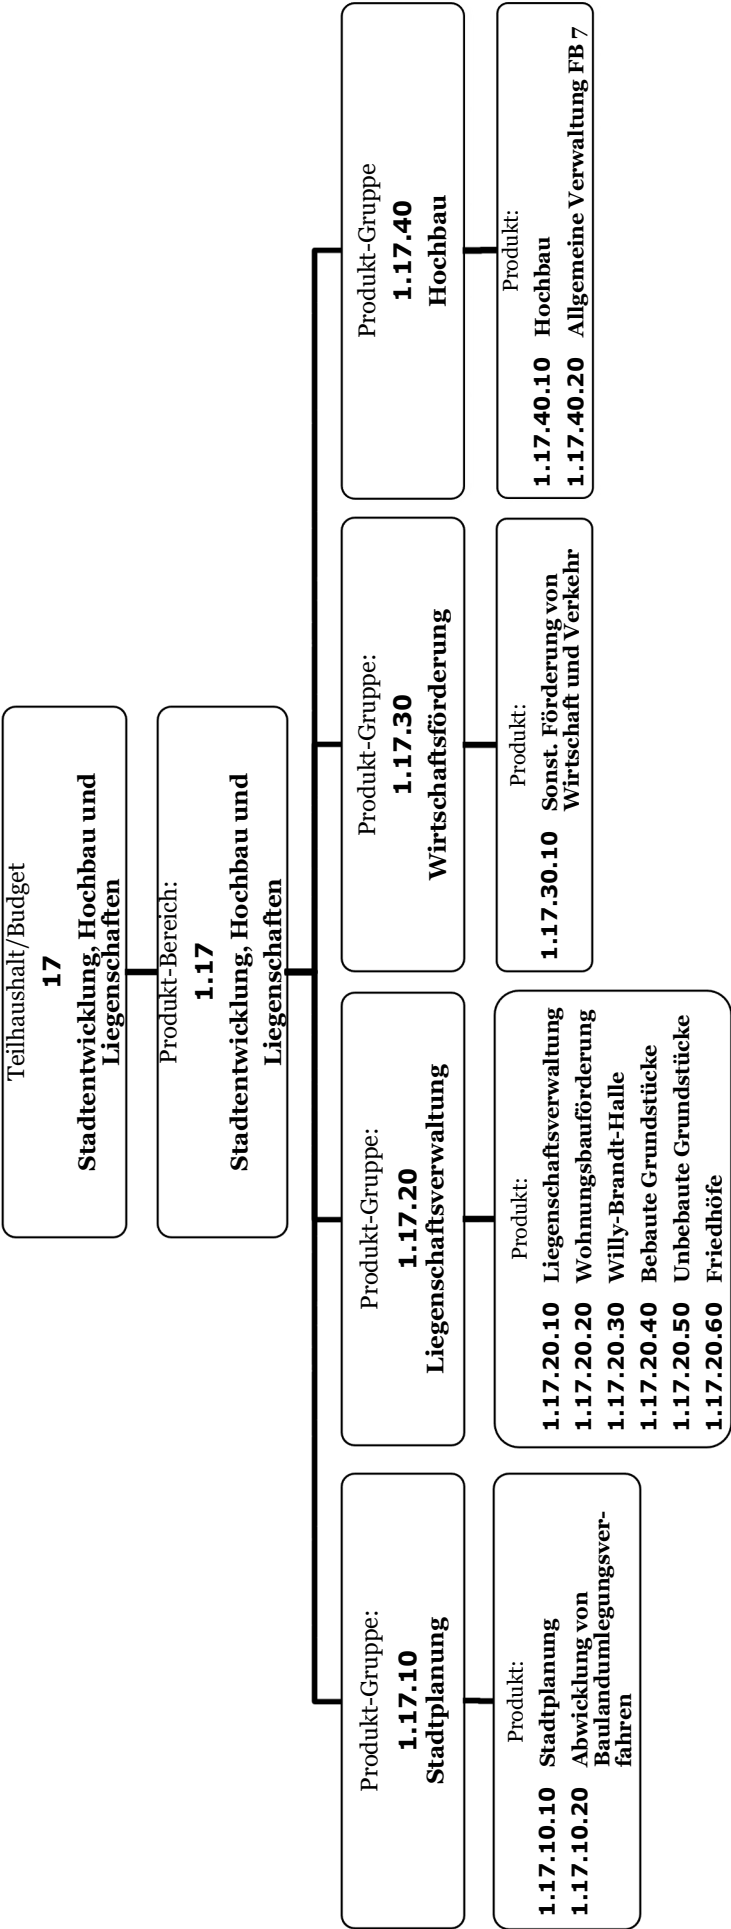 Teilhaushalt/Budget
17
Stadtentwicklung, Hochbau und
Liegenschaften
Produkt-Bereich:
1.17
Stadtentwicklung, Hochbau und
Liegenschaften
Produkt-Gruppe:
1.17.10
Stadtplanung
Produkt-Gruppe:
1.17.20
Liegenschaftsverwaltung
Produkt-Gruppe:
1.17.30
Wirtschaftsförderung
Produkt-Gruppe
1.17.40
Hochbau
Produkt:
1.17.10.10 Stadtplanung
1.17.10.20 Abwicklung von
Baulandumlegungsver-
fahren
Produkt:
1.17.20.10 Liegenschaftsverwaltung
1.17.20.20 Wohnungsbauförderung
1.17.20.30 Willy-Brandt-Halle
1.17.20.40 Bebaute Grundstücke
1.17.20.50 Unbebaute Grundstücke
1.17.20.60 Friedhöfe
Produkt:
1.17.30.10 Sonst. Förderung von
Wirtschaft und Verkehr
Produkt:
1.17.40.10 Hochbau
1.17.40.20 Allgemeine Verwaltung FB 7